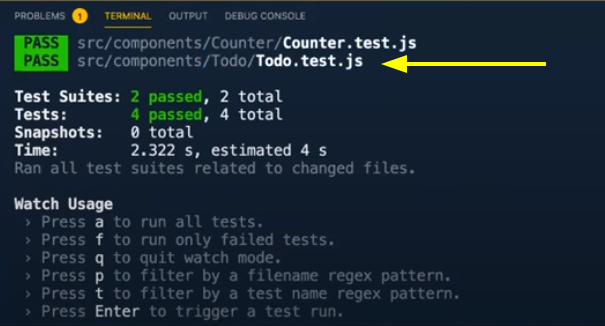 PROBLEMS 1 TERMINAL OUTPUT DEBUG CONSOLE
PASS src/components/Counter/Counter.test.js
PASS src/components/Todo/Todo.test.js
Test Suites: 2 passed, 2 total
Tests: 4 passed, 4 total
Snapshots: 0 total
Time: 2.322 s, estimated 4 s
Ran all test suites related to changed files.
Watch Usage
› Press a to run all tests.
› Press f to run only failed tests.
› Press q to quit watch mode.
› Press p to filter by a filename regex pattern.
› Press t to filter by a test name regex pattern.
› Press Enter to trigger a test run.